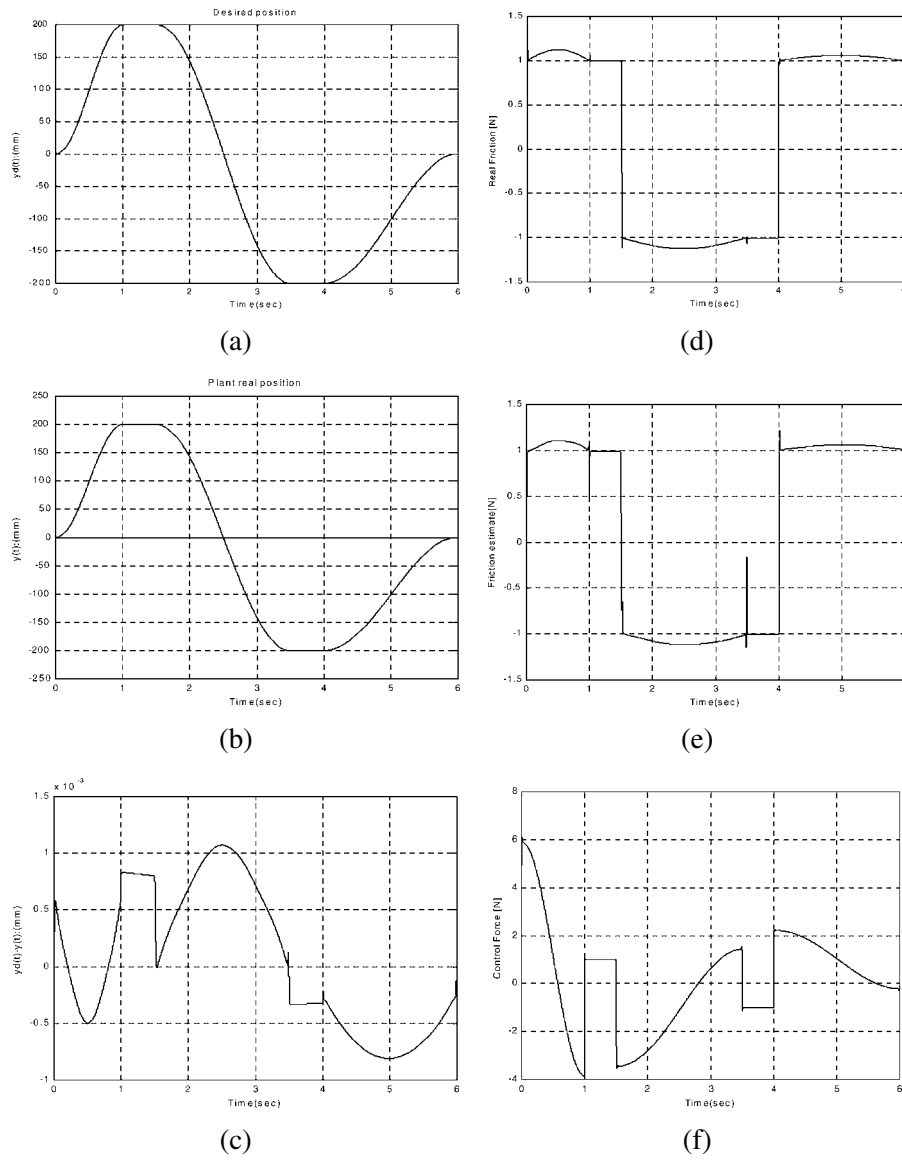 Desired position
200
150
100
50
0
-50
-100
-150
-200
yd(t):(mm)
0 1 2 3 4 5 6
Time(sec)
(a)
1.5
1
0.5
0
-0.5
-1
-1.5
Real Friction [N]
0 1 2 3 4 5
Time(sec)
(d)
Plant real position
250
200
150
100
50
0
-50
-100
-150
-200
-250
y(t):(mm)
0 1 2 3 4 5 6
Time(sec)
(b)
1.5
1
0.5
0
-0.5
-1
-1.5
Friction estimate[N]
0 1 2 3 4 5
Time(sec)
(e)
x 10⁻³
1.5
1
0.5
0
-0.5
-1
yd(t)-y(t):(mm)
0 1 2 3 4 5 6
Time(sec)
(c)
8
6
4
2
0
-2
-4
Control Force [N]
0 1 2 3 4 5 6
Time(sec)
(f)